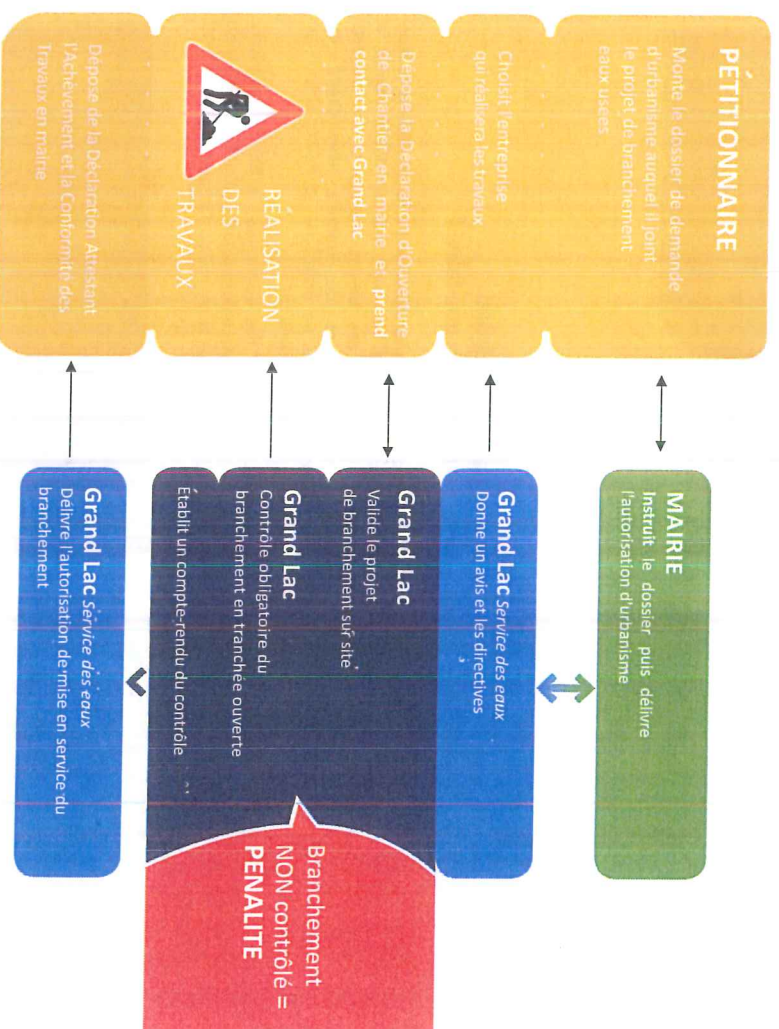 PÉTITIONNAIRE
Monte le dossier de demande
d'urbanisme auquel il joint
le projet de branchement
eaux usées
MAIRIE
Instruit le dossier puis délivre
l'autorisation d'urbanisme
Choisit l'entreprise
qui réalisera les travaux
Grand Lac Service des eaux
Donne un avis et les directives
Dépose la Déclaration d'Ouverture
de Chantier en mairie et prend
contact avec Grand Lac
Grand Lac
Valide le projet
de branchement sur site
RÉALISATION
DES
TRAVAUX
Grand Lac
Contrôle obligatoire du
branchement en tranchée ouverte
Établit un compte-rendu du contrôle
Branchement
NON contrôlé =
PENALITE
Dépose de la Déclaration Attestant
l'Achèvement et la Conformité des
Travaux en mairie
Grand Lac Service des eaux
Délivre l'autorisation de mise en service du
branchement